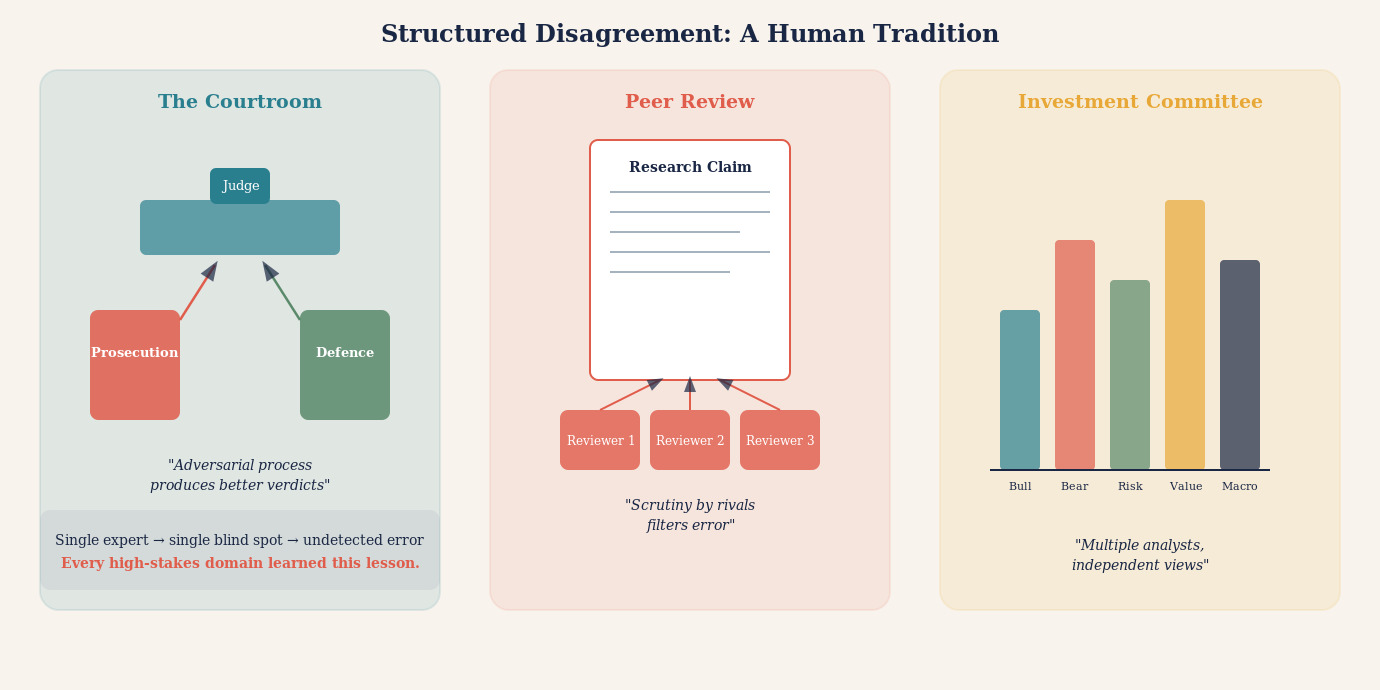 Structured Disagreement: A Human Tradition
The Courtroom
Judge
Prosecution
Defence
"Adversarial process
produces better verdicts"
Single expert → single blind spot → undetected error
Every high-stakes domain learned this lesson.
Peer Review
Research Claim
Reviewer 1
Reviewer 2
Reviewer 3
"Scrutiny by rivals
filters error"
Investment Committee
Bull
Bear
Risk
Value
Macro
"Multiple analysts,
independent views"